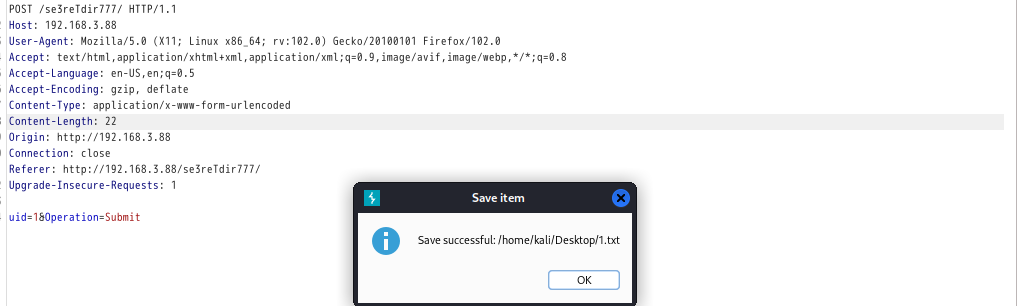 POST /se3reTdir777/ HTTP/1.1
Host: 192.168.3.88
User-Agent: Mozilla/5.0 (X11; Linux x86_64; rv:102.0) Gecko/20100101 Firefox/102.0
Accept: text/html,application/xhtml+xml,application/xml;q=0.9,image/avif,image/webp,*/*;q=0.8
Accept-Language: en-US,en;q=0.5
Accept-Encoding: gzip, deflate
Content-Type: application/x-www-form-urlencoded
Content-Length: 22
Origin: http://192.168.3.88
Connection: close
Referer: http://192.168.3.88/se3reTdir777/
Upgrade-Insecure-Requests: 1
uid=1&Operation=Submit
Save item
Save successful: /home/kali/Desktop/1.txt
OK